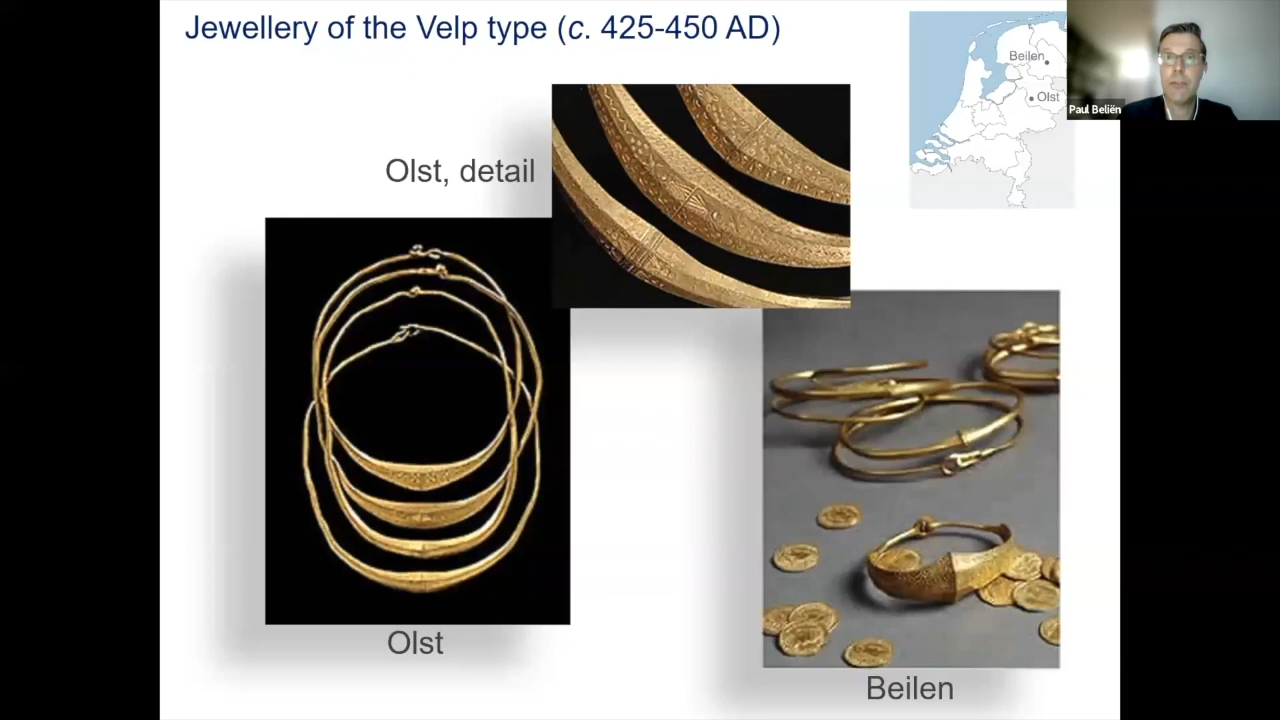 Jewellery of the Velp type (c. 425-450 AD)
Beilen
Olst
Paul Beliën
Olst, detail
Olst
Beilen